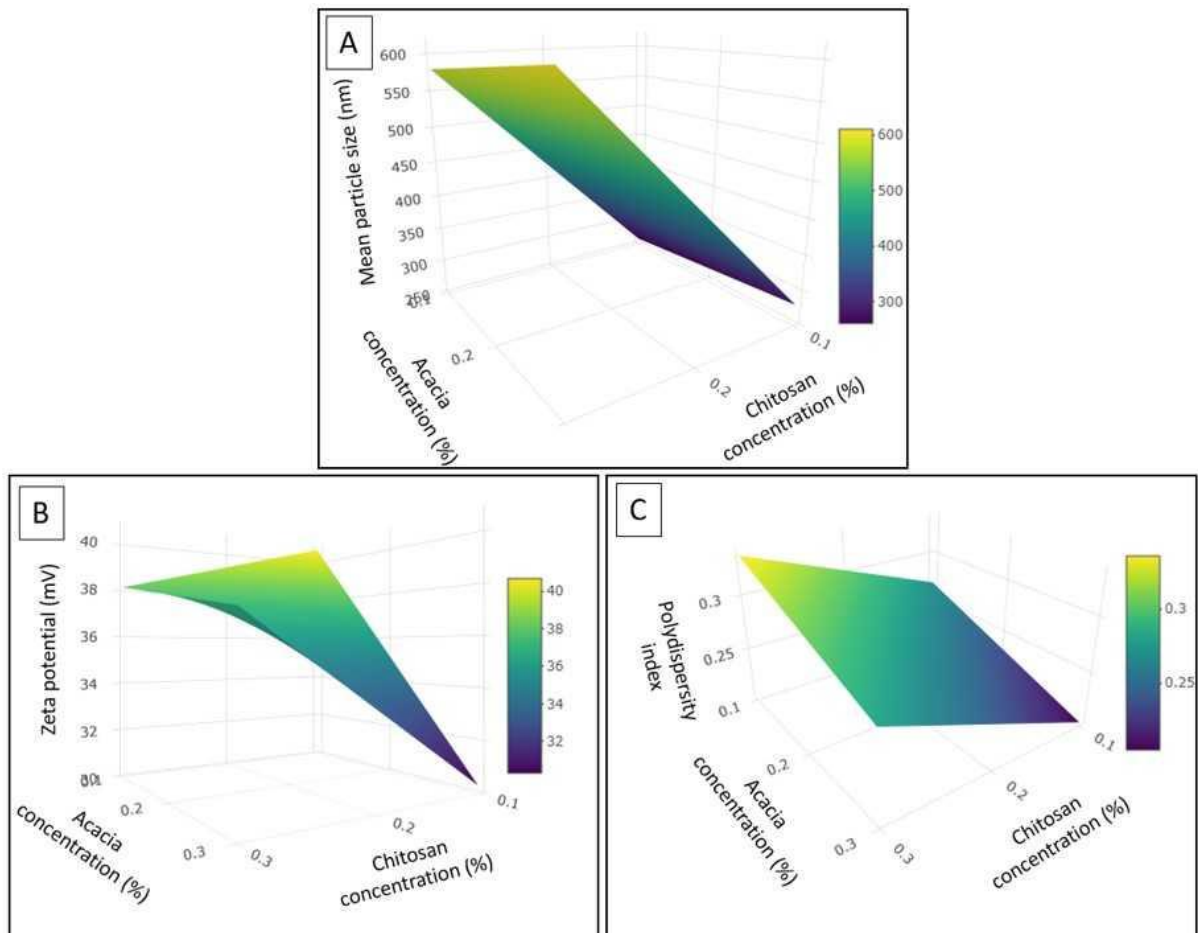 A
Mean particle size (nm)
600
550
500
450
400
350
300
250
0.1
0.2
Acacia
concentration (%)
0.1
0.2
Chitosan
concentration (%)
600
500
400
300
B
Zeta potential (mV)
40
38
36
34
32
30
0.1
0.2
0.3
Acacia
concentration (%)
0.3
0.2
0.1
Chitosan
concentration (%)
40
38
36
34
32
C
Polydispersity
index
0.3
0.25
0.1
0.2
0.3
Acacia
concentration (%)
0.3
0.2
0.1
Chitosan
concentration (%)
0.3
0.25